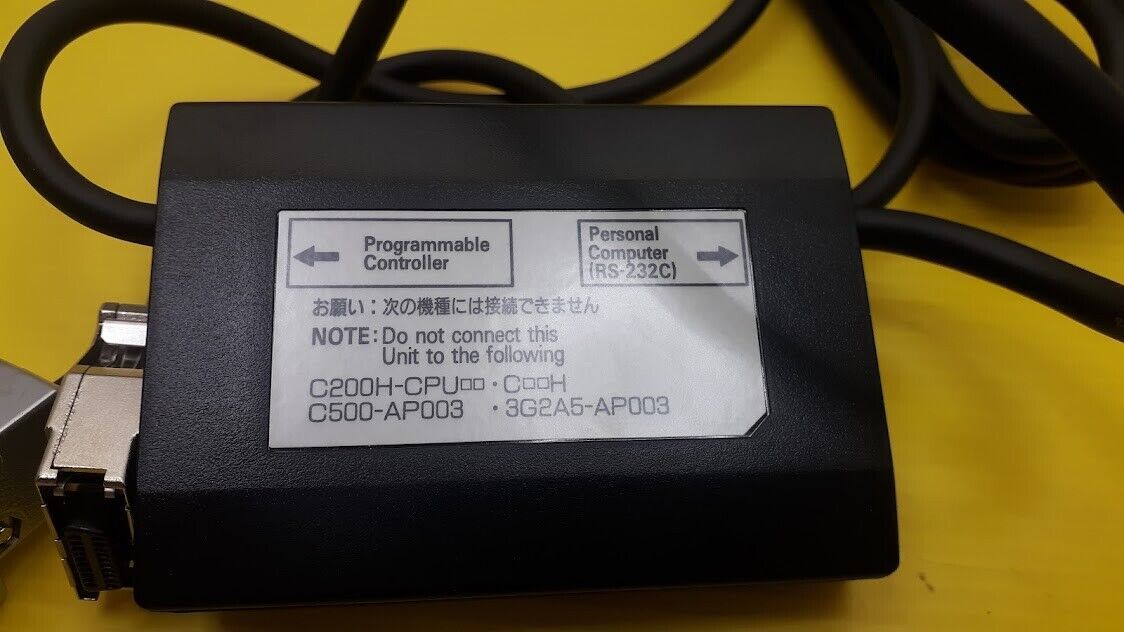 ← Programmable Controller
Personal Computer (RS-232C) →
お願い：次の機種には接続できません
NOTE: Do not connect this
Unit to the following
C200H-CPU□□・C□□H
C500-AP003 ・3G2A5-AP003